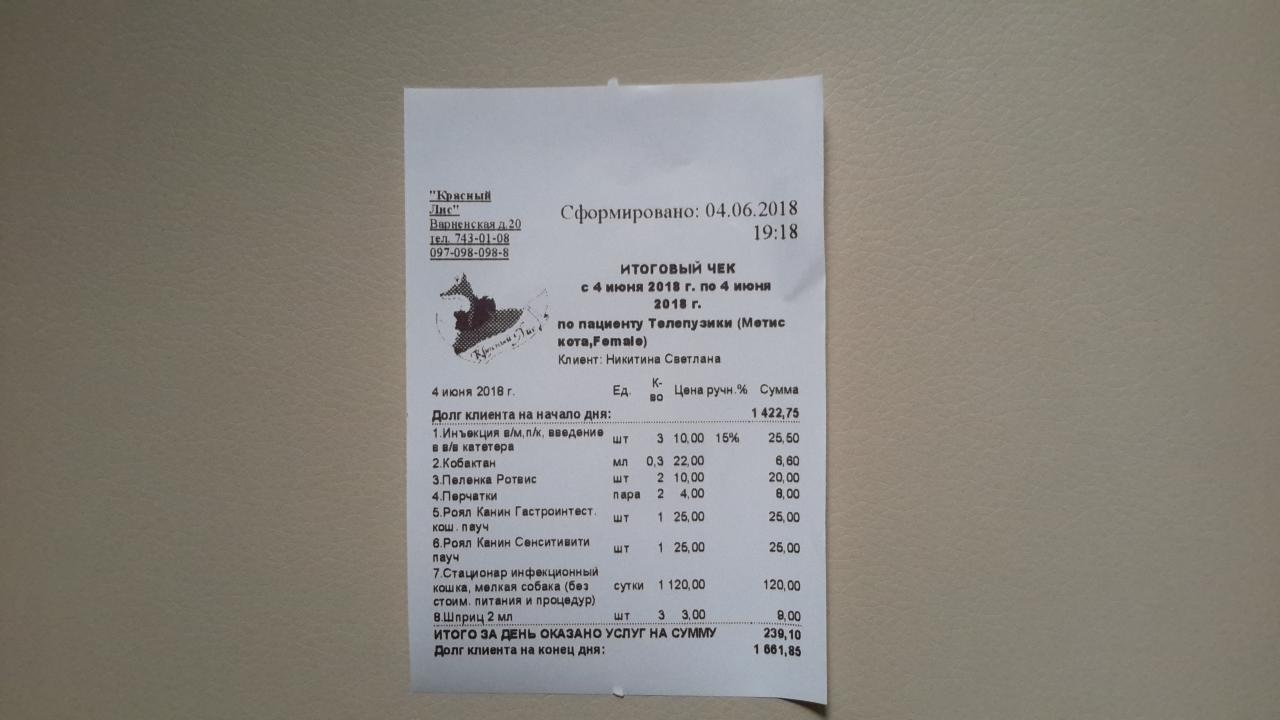 "Красный
Лис"
Варненская д.20
тел. 743-01-08
097-098-098-8
Сформировано: 04.06.2018
19:18
Красный Лис
ИТОГОВЫЙ ЧЕК
с 4 июня 2018 г. по 4 июня
2018 г.
по пациенту Телепузики (Метис
кота,Female)
Клиент: Никитина Светлана
4 июня 2018 г. Ед. К-во Цена ручн.% Сумма
Долг клиента на начало дня: 1 422,75
1.Инъекция в/м,п/к, введение
в в/в катетера шт 3 10,00 15% 25,50
2.Кобактан мл 0,3 22,00 6,60
3.Пеленка Ротвис шт 2 10,00 20,00
4.Перчатки пара 2 4,00 8,00
5.Роял Канин Гастроинтест.
кош. пауч шт 1 25,00 25,00
6.Роял Канин Сенситивити
пауч шт 1 25,00 25,00
7.Стационар инфекционный
кошка, мелкая собака (без сутки 1 120,00 120,00
стоим. питания и процедур)
8.Шприц 2 мл шт 3 3,00 9,00
ИТОГО ЗА ДЕНЬ ОКАЗАНО УСЛУГ НА СУММУ 239,10
Долг клиента на конец дня: 1 661,85